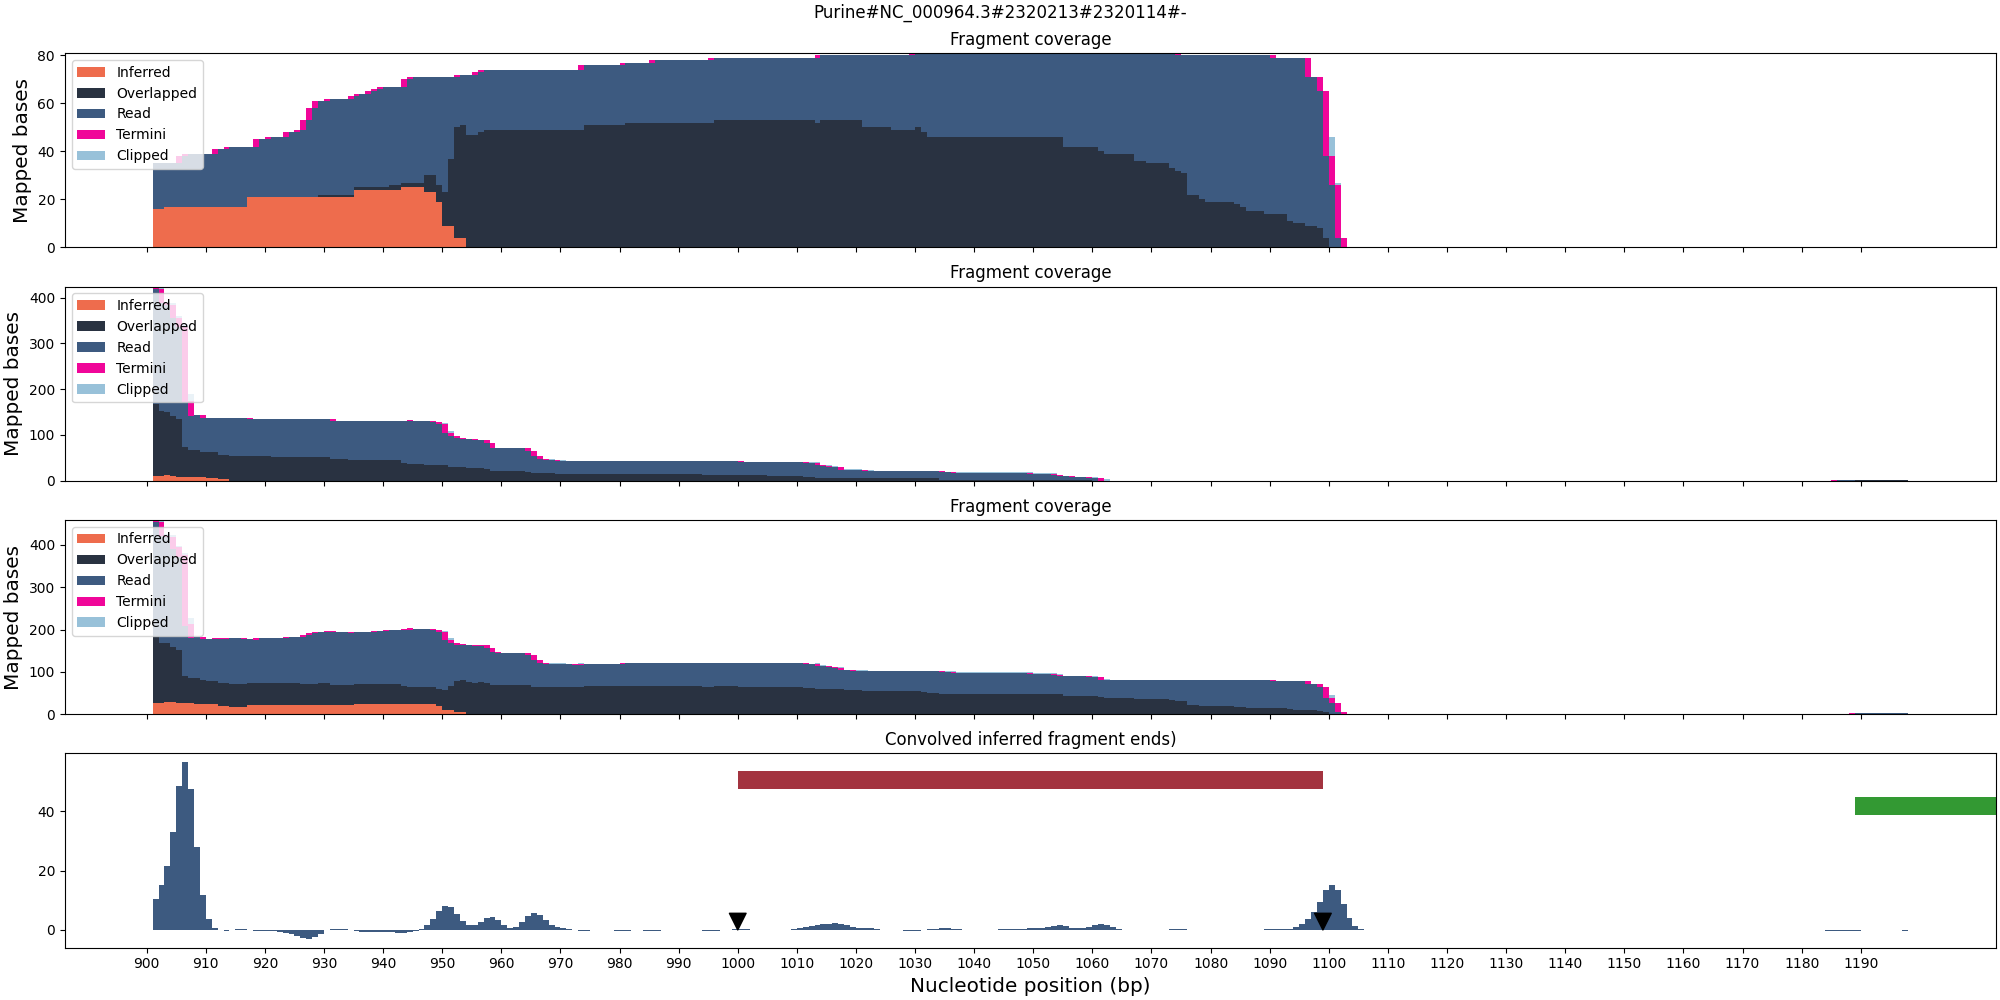 Purine#NC_000964.3#2320213#2320114#-
Fragment coverage
Mapped bases
80
60
40
20
0
Inferred
Overlapped
Read
Termini
Clipped
Fragment coverage
Mapped bases
400
300
200
100
0
Inferred
Overlapped
Read
Termini
Clipped
Fragment coverage
Mapped bases
400
300
200
100
0
Inferred
Overlapped
Read
Termini
Clipped
Convolved inferred fragment ends)
40
20
0
900 910 920 930 940 950 960 970 980 990 1000 1010 1020 1030 1040 1050 1060 1070 1080 1090 1100 1110 1120 1130 1140 1150 1160 1170 1180 1190
Nucleotide position (bp)